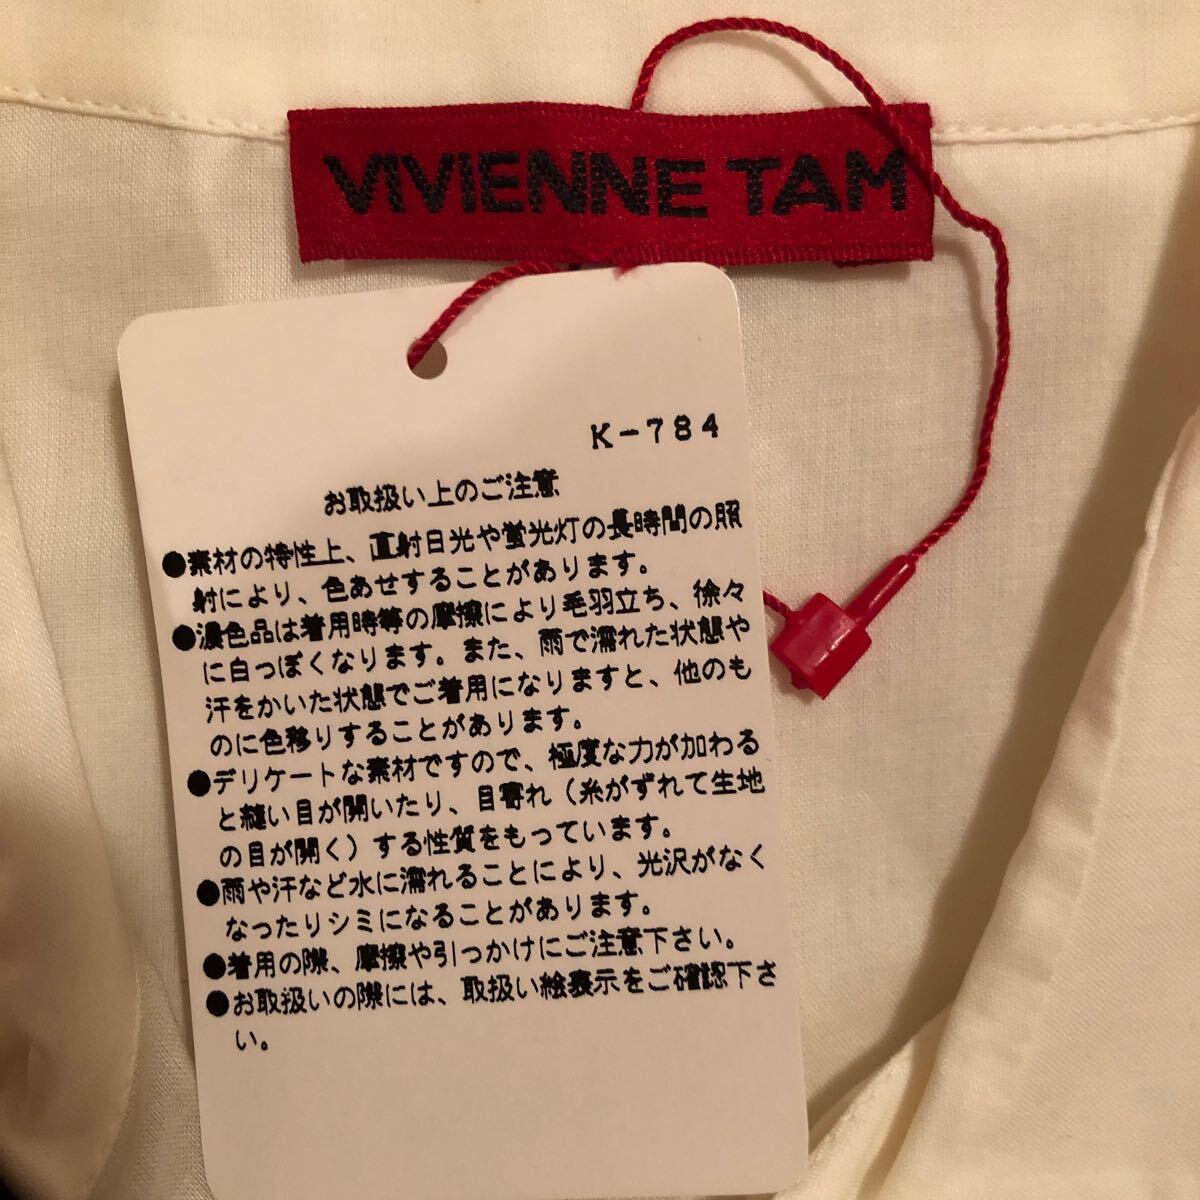 VIVIENNE TAM
K-784
お取扱い上のご注意
●素材の特性上、直射日光や蛍光灯の長時間の照
射により、色あせすることがあります。
●濃色品は着用時等の摩擦により毛羽立ち、徐々
に白っぽくなります。また、雨で濡れた状態や
汗をかいた状態でご着用になりますと、他のも
のに色移りすることがあります。
●デリケートな素材ですので、極度な力が加わる
と縫い目が開いたり、目寄れ（糸がずれて生地
の目が開く）する性質をもっています。
●雨や汗など水に濡れることにより、光沢がなく
なったりシミになることがあります。
●着用の際、摩擦や引っかけにご注意下さい。
●お取扱いの際には、取扱い絵表示をご確認下さ
い。